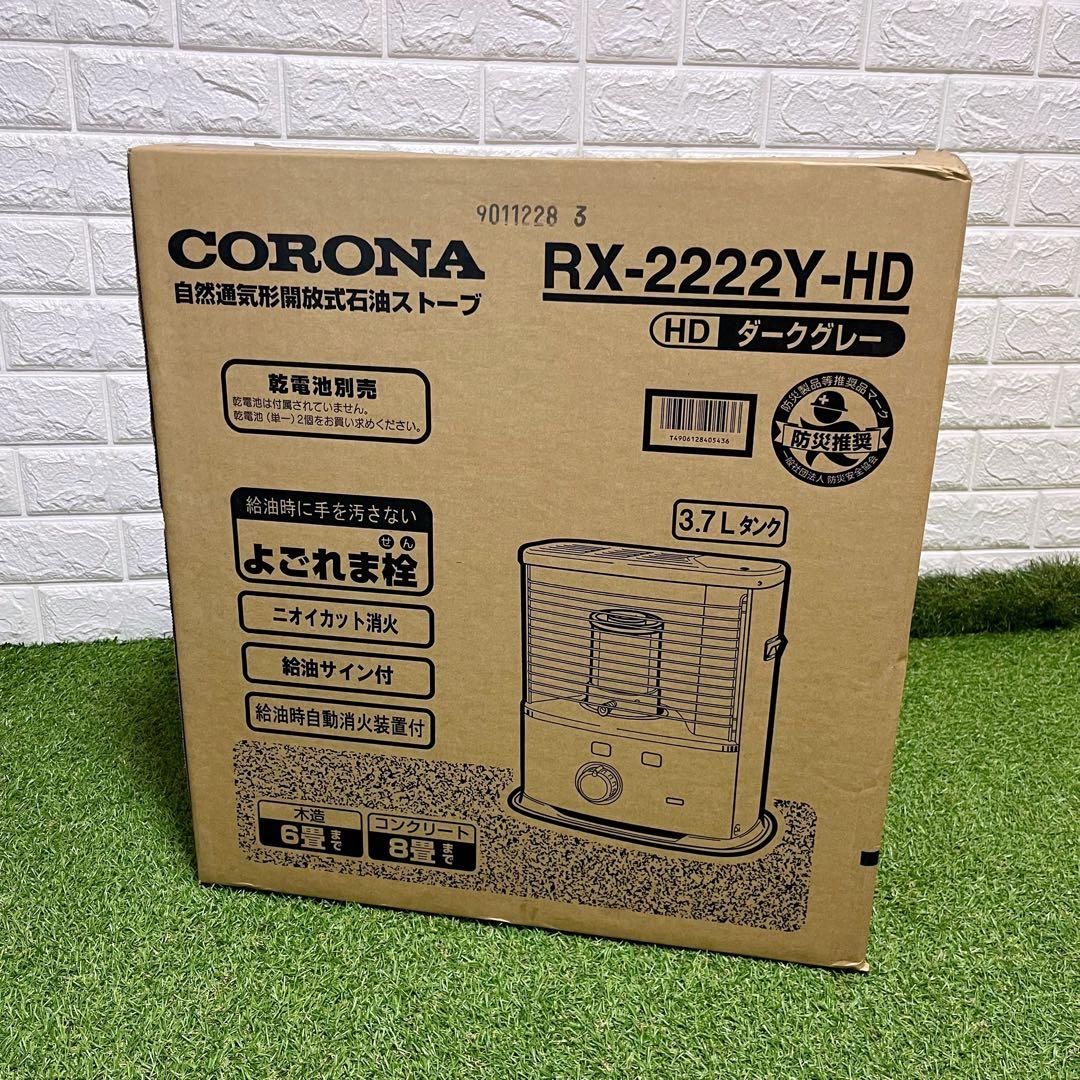 9011228 3
CORONA
自然通気形開放式石油ストーブ
RX-2222Y-HD
HD ダークグレー
乾電池別売
乾電池は付属されていません。
乾電池(単一)2個をお買い求めください。
T4906128405436
防災製品等推奨品マーク
防災推奨
一般社団法人 防災安全協会
給油時に手を汚さない
せん
よごれま栓
ニオイカット消火
給油サイン付
給油時自動消火装置付
3.7Lタンク
木造
6畳まで
コンクリート
8畳まで